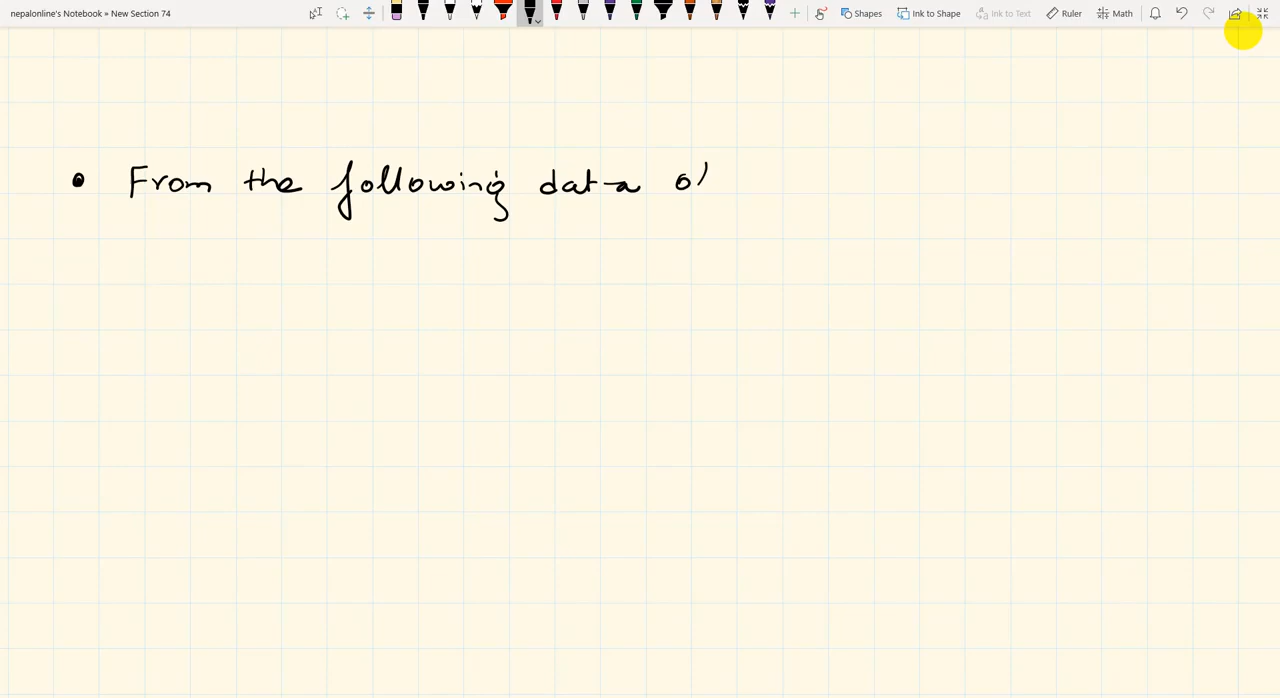 nepalonline's Notebook » New Section 74
Shapes Ink to Shape Ink to Text Ruler Math
• From the following data